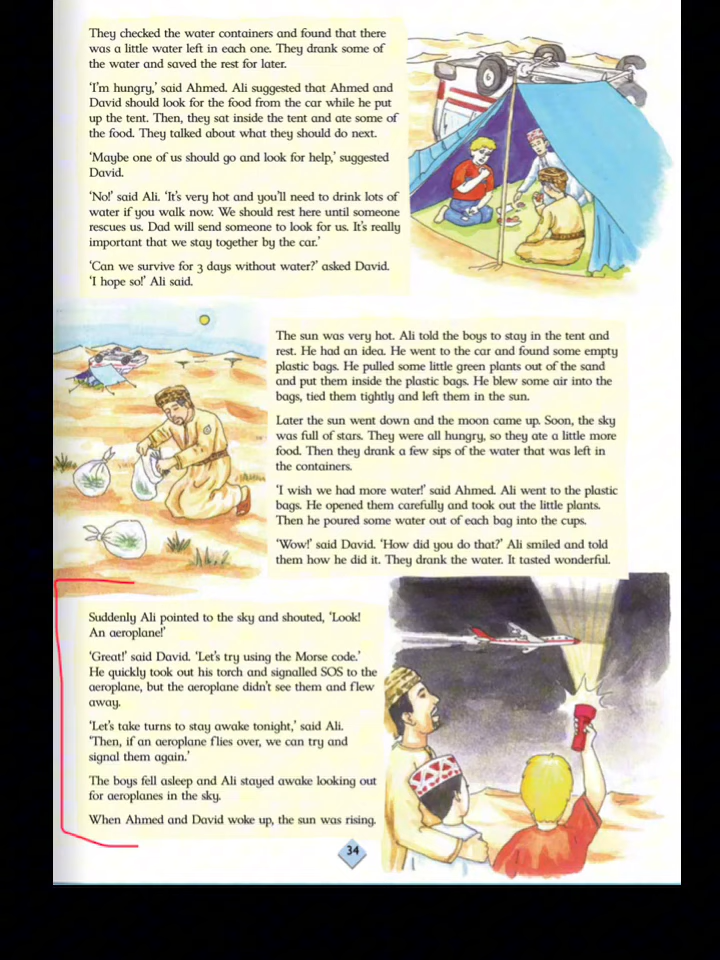 They checked the water containers and found that there
was a little water left in each one. They drank some of
the water and saved the rest for later.
'I'm hungry,' said Ahmed. Ali suggested that Ahmed and
David should look for the food from the car while he put
up the tent. Then, they sat inside the tent and ate some of
the food. They talked about what they should do next.
'Maybe one of us should go and look for help,' suggested
David.
'No!' said Ali. 'It's very hot and you'll need to drink lots of
water if you walk now. We should rest here until someone
rescues us. Dad will send someone to look for us. It's really
important that we stay together by the car.'
'Can we survive for 3 days without water?' asked David.
'I hope so!' Ali said.
The sun was very hot. Ali told the boys to stay in the tent and
rest. He had an idea. He went to the car and found some empty
plastic bags. He pulled some little green plants out of the sand
and put them inside the plastic bags. He blew some air into the
bags, tied them tightly and left them in the sun.
Later the sun went down and the moon came up. Soon, the sky
was full of stars. They were all hungry, so they ate a little more
food. Then they drank a few sips of the water that was left in
the containers.
'I wish we had more water!' said Ahmed. Ali went to the plastic
bags. He opened them carefully and took out the little plants.
Then he poured some water out of each bag into the cups.
'Wow!' said David. 'How did you do that?' Ali smiled and told
them how he did it. They drank the water. It tasted wonderful.
Suddenly Ali pointed to the sky and shouted, 'Look!
An aeroplane!'
'Great!' said David. 'Let's try using the Morse code.'
He quickly took out his torch and signalled SOS to the
aeroplane, but the aeroplane didn't see them and flew
away.
'Let's take turns to stay awake tonight,' said Ali.
'Then, if an aeroplane flies over, we can try and
signal them again.'
The boys fell asleep and Ali stayed awake looking out
for aeroplanes in the sky.
When Ahmed and David woke up, the sun was rising.
34